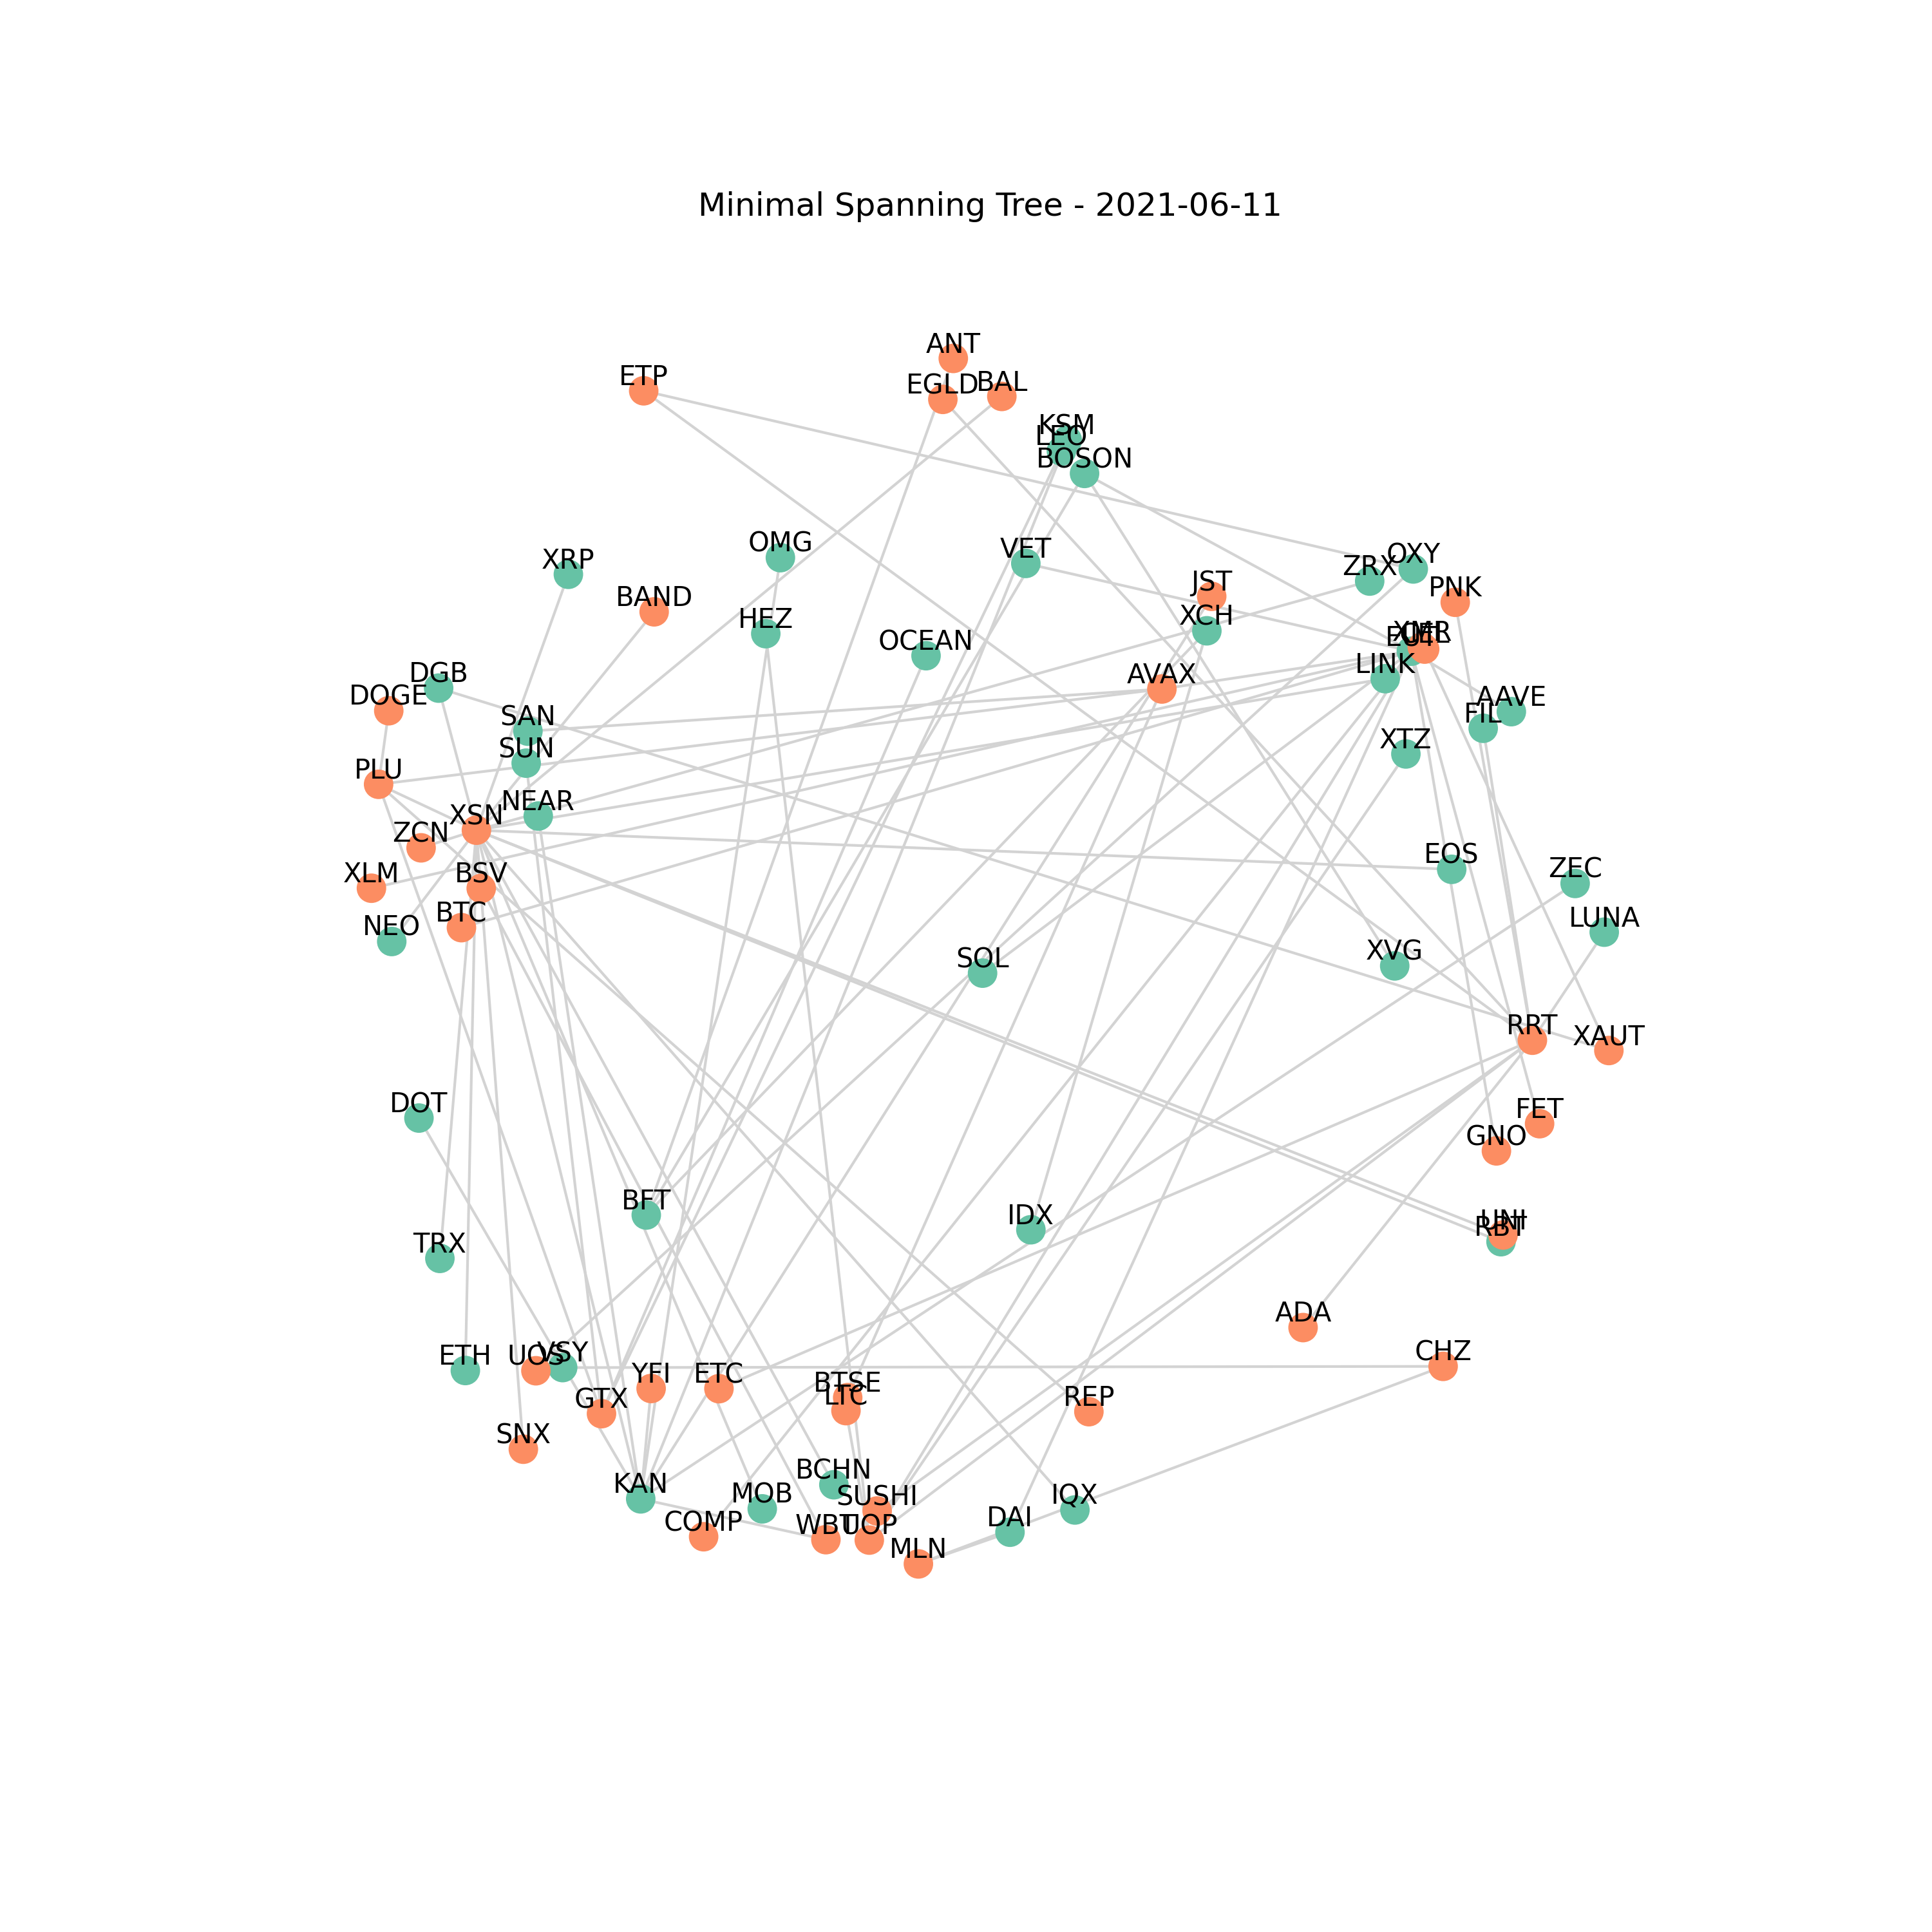 Minimal Spanning Tree - 2021-06-11
ANT
ETP
EGLD
BAL
KSM
LEO
BOSON
OMG
VET
XRP
OXY
ZRX
JST
PNK
BAND
HEZ
XCH
OCEAN
LINK
DGB
AVAX
DOGE
AAVE
SAN
FIL
XTZ
SUN
PLU
NEAR
XSN
ZCN
EOS
ZEC
XLM
BSV
BTC
LUNA
NEO
XVG
SOL
RRT
XAUT
DOT
FET
GNO
BFT
IDX
UNI
RBT
TRX
ADA
CHZ
ETH
UOS
VSY
YFI
ETC
BTSE
LTC
REP
GTX
SNX
BCHN
KAN
MOB
SUSHI
IQX
COMP
WBT
UOP
DAI
MLN